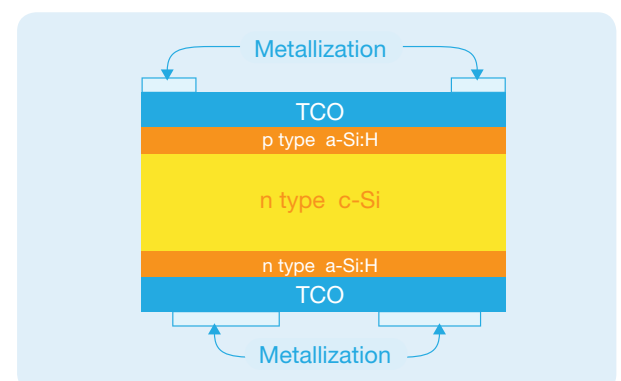 Metallization
TCO
p type a-Si:H
n type c-Si
n type a-Si:H
TCO
Metallization